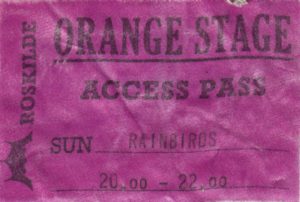 ROSKILDE
ORANGE STAGE
ACCESS PASS
SUN RAINBIRDS
20.00 - 22.00